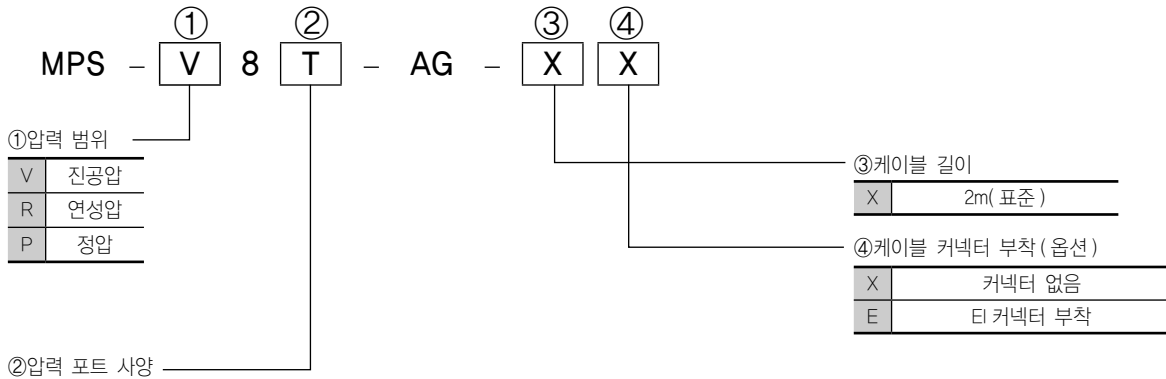 ① ② ③ ④
MPS – V 8 T – AG – X X
①압력 범위
V 진공압
R 연성압
P 정압
③케이블 길이
X 2m( 표준 )
④케이블 커넥터 부착 ( 옵션 )
X 커넥터 없음
E EI 커넥터 부착
②압력 포트 사양